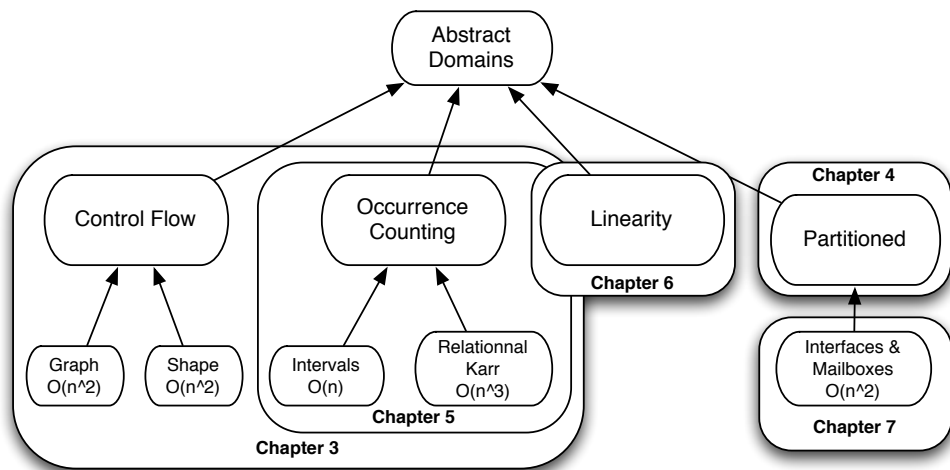 Abstract
Domains
Chapter 4
Control Flow
Occurrence
Counting
Linearity
Partitioned
Chapter 6
Graph
O(n^2)
Shape
O(n^2)
Intervals
O(n)
Relationnal
Karr
O(n^3)
Interfaces &
Mailboxes
O(n^2)
Chapter 5
Chapter 7
Chapter 3